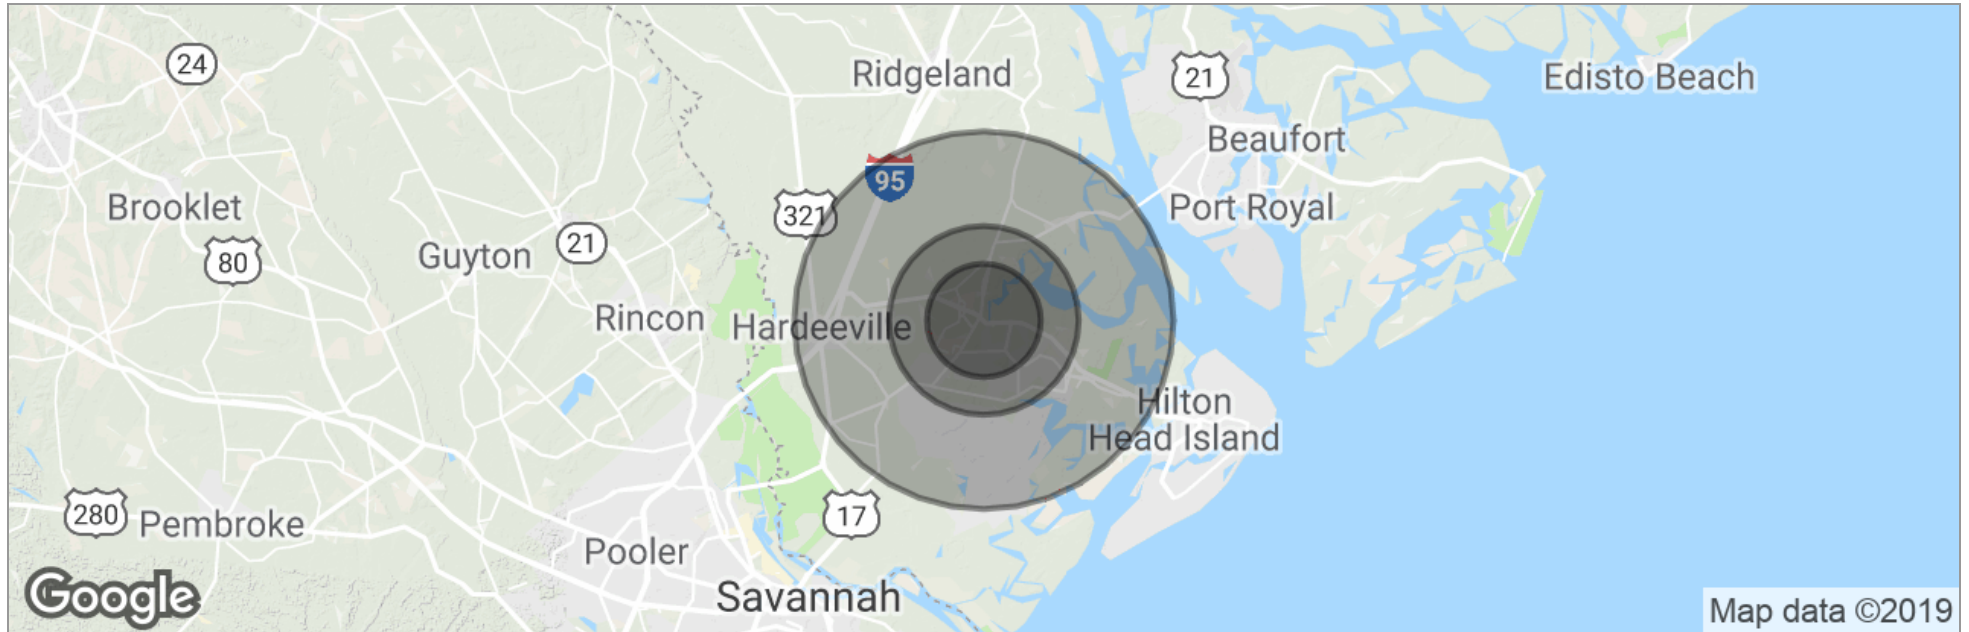 24
Ridgeland
21
Edisto Beach
Beaufort
95
Brooklet
321
Port Royal
80
Guyton
21
Rincon
Hardeeville
Hilton
Head Island
280
Pembroke
17
Pooler
Savannah
Google
Map data ©2019